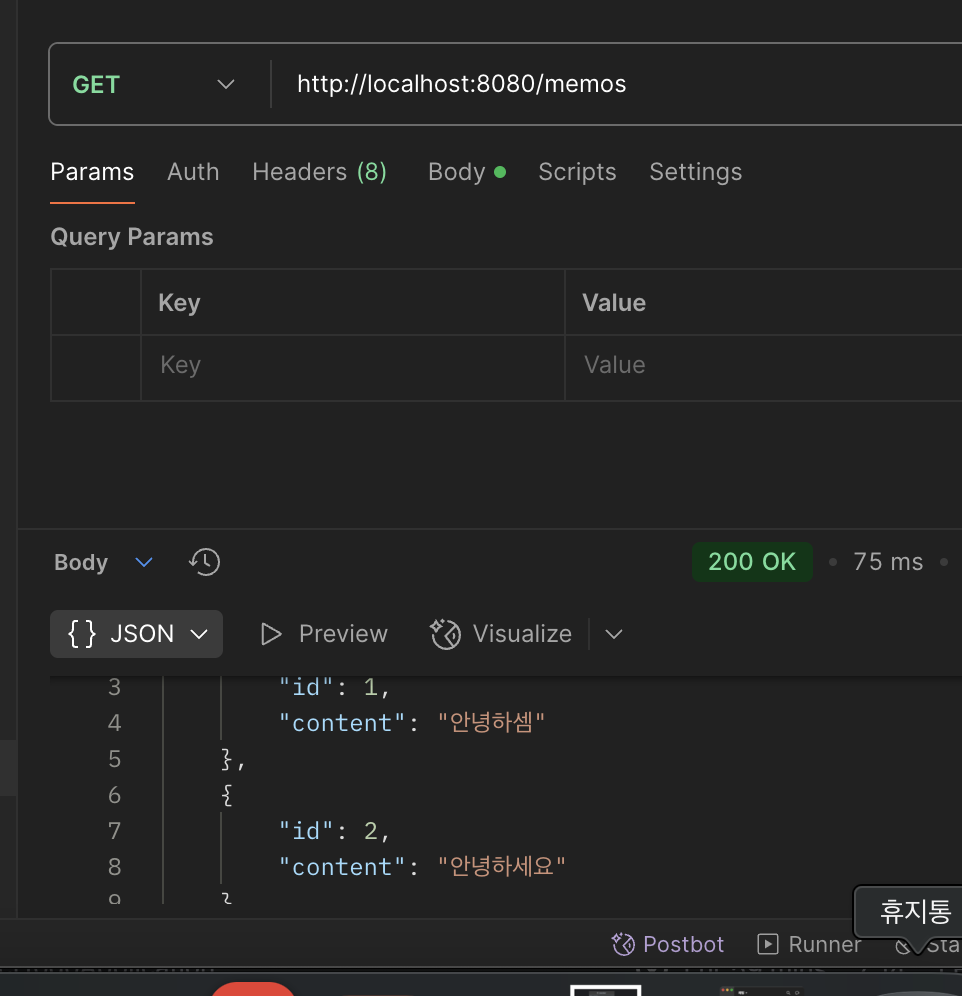 GET http://localhost:8080/memos
Params Auth Headers (8) Body Scripts Settings
Query Params
Key Value
Key Value
Body 200 OK 75 ms
{} JSON Preview Visualize
3 "id": 1,
4 "content": "안녕하셈"
5 },
6 {
7 "id": 2,
8 "content": "안녕하세요"
9 }
휴지통
Postbot Runner Sta